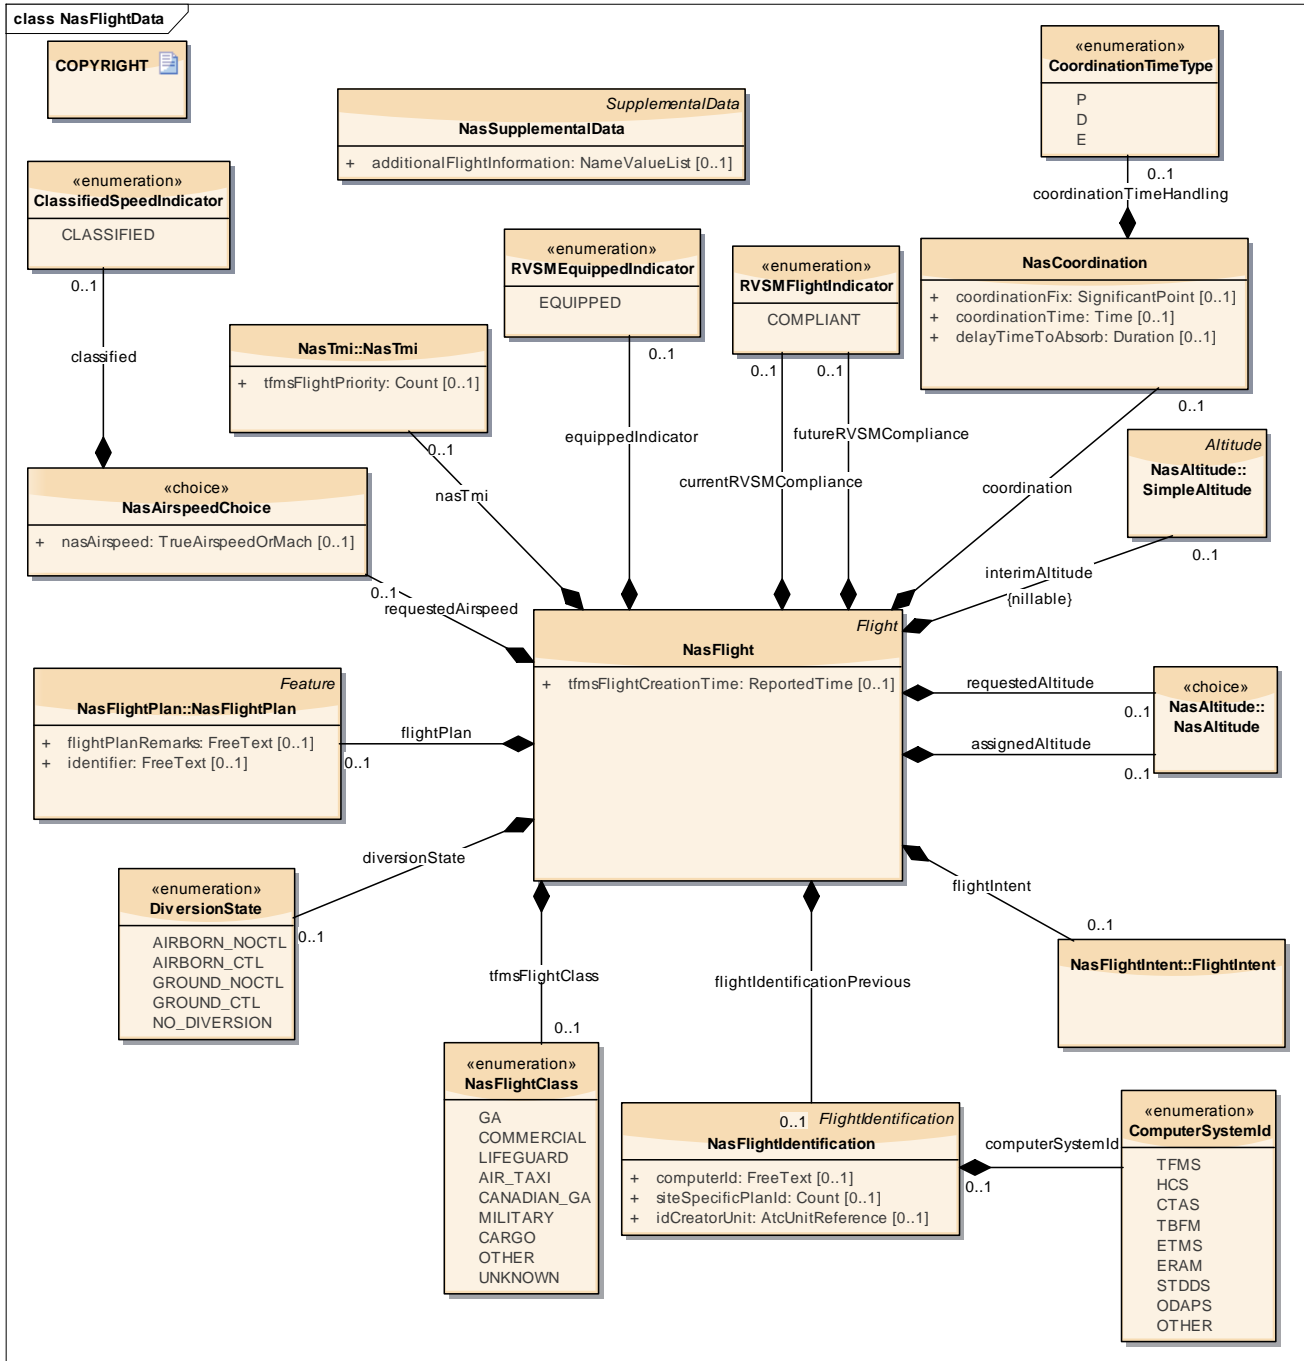 class NasFlightData
COPYRIGHT
«enumeration»
CoordinationTimeType
P
D
E
0..1
coordinationTimeHandling
SupplementalData
NasSupplementalData
+ additionalFlightInformation: NameValueList [0..1]
«enumeration»
ClassifiedSpeedIndicator
CLASSIFIED
0..1
classified
«enumeration»
RVSMEquippedIndicator
EQUIPPED
0..1
equippedIndicator
«enumeration»
RVSMFlightIndicator
COMPLIANT
0..1
0..1
futureRVSMCompliance
currentRVSMCompliance
NasCoordination
+ coordinationFix: SignificantPoint [0..1]
+ coordinationTime: Time [0..1]
+ delayTimeToAbsorb: Duration [0..1]
0..1
coordination
NasTmi::NasTmi
+ tfmsFlightPriority: Count [0..1]
0..1
nasTmi
Altitude
NasAltitude::
SimpleAltitude
0..1
interimAltitude
{nillable}
«choice»
NasAirspeedChoice
+ nasAirspeed: TrueAirspeedOrMach [0..1]
0..1
requestedAirspeed
Flight
NasFlight
+ tfmsFlightCreationTime: ReportedTime [0..1]
requestedAltitude
0..1
assignedAltitude
0..1
«choice»
NasAltitude::
NasAltitude
Feature
NasFlightPlan::NasFlightPlan
+ flightPlanRemarks: FreeText [0..1]
+ identifier: FreeText [0..1]
flightPlan
0..1
diversionState
0..1
«enumeration»
DiversionState
AIRBORN_NOCTL
AIRBORN_CTL
GROUND_NOCTL
GROUND_CTL
NO_DIVERSION
flightIntent
0..1
NasFlightIntent::FlightIntent
tfmsFlightClass
0..1
«enumeration»
NasFlightClass
GA
COMMERCIAL
LIFEGUARD
AIR_TAXI
CANADIAN_GA
MILITARY
CARGO
OTHER
UNKNOWN
flightIdentificationPrevious
0..1 FlightIdentification
NasFlightIdentification
+ computerId: FreeText [0..1]
+ siteSpecificPlanId: Count [0..1]
+ idCreatorUnit: AtcUnitReference [0..1]
computerSystemId
0..1
«enumeration»
ComputerSystemId
TFMS
HCS
CTAS
TBFM
ETMS
ERAM
STDDS
ODAPS
OTHER